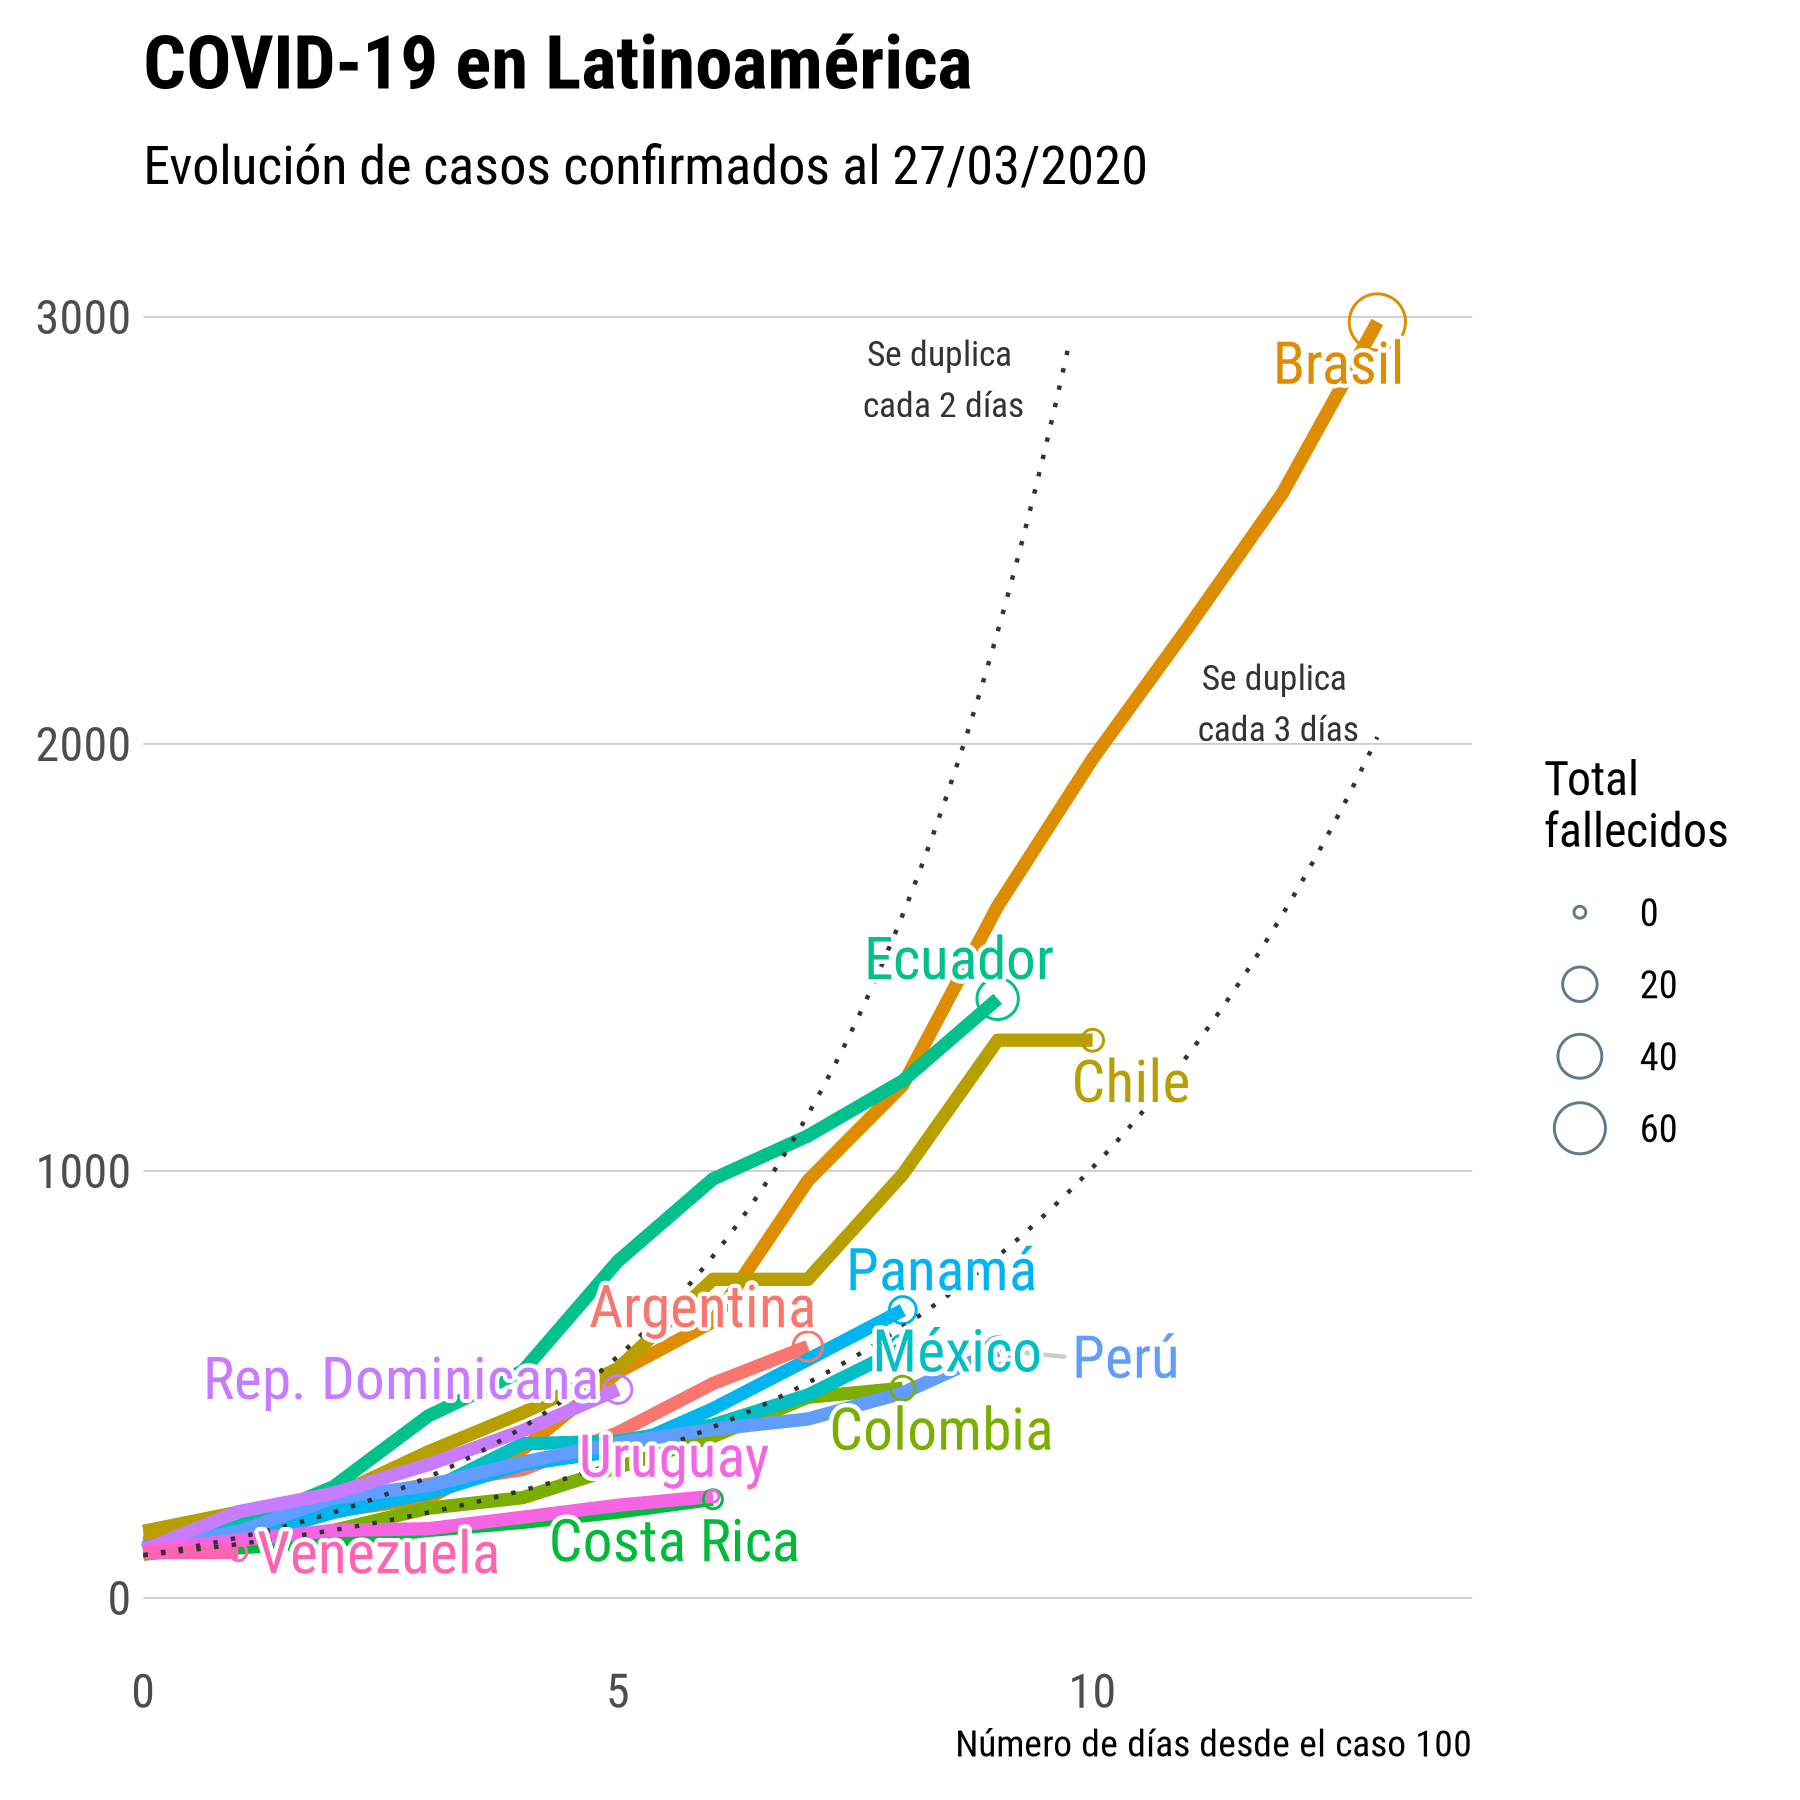 COVID-19 en Latinoamérica
Evolución de casos confirmados al 27/03/2020
3000
2000
1000
0
Se duplica
cada 2 días
Brasil
Se duplica
cada 3 días
Ecuador
Chile
Panamá
Argentina
México
Perú
Rep. Dominicana
Colombia
Uruguay
Costa Rica
Venezuela
0
5
10
Número de días desde el caso 100
Total
fallecidos
0
20
40
60